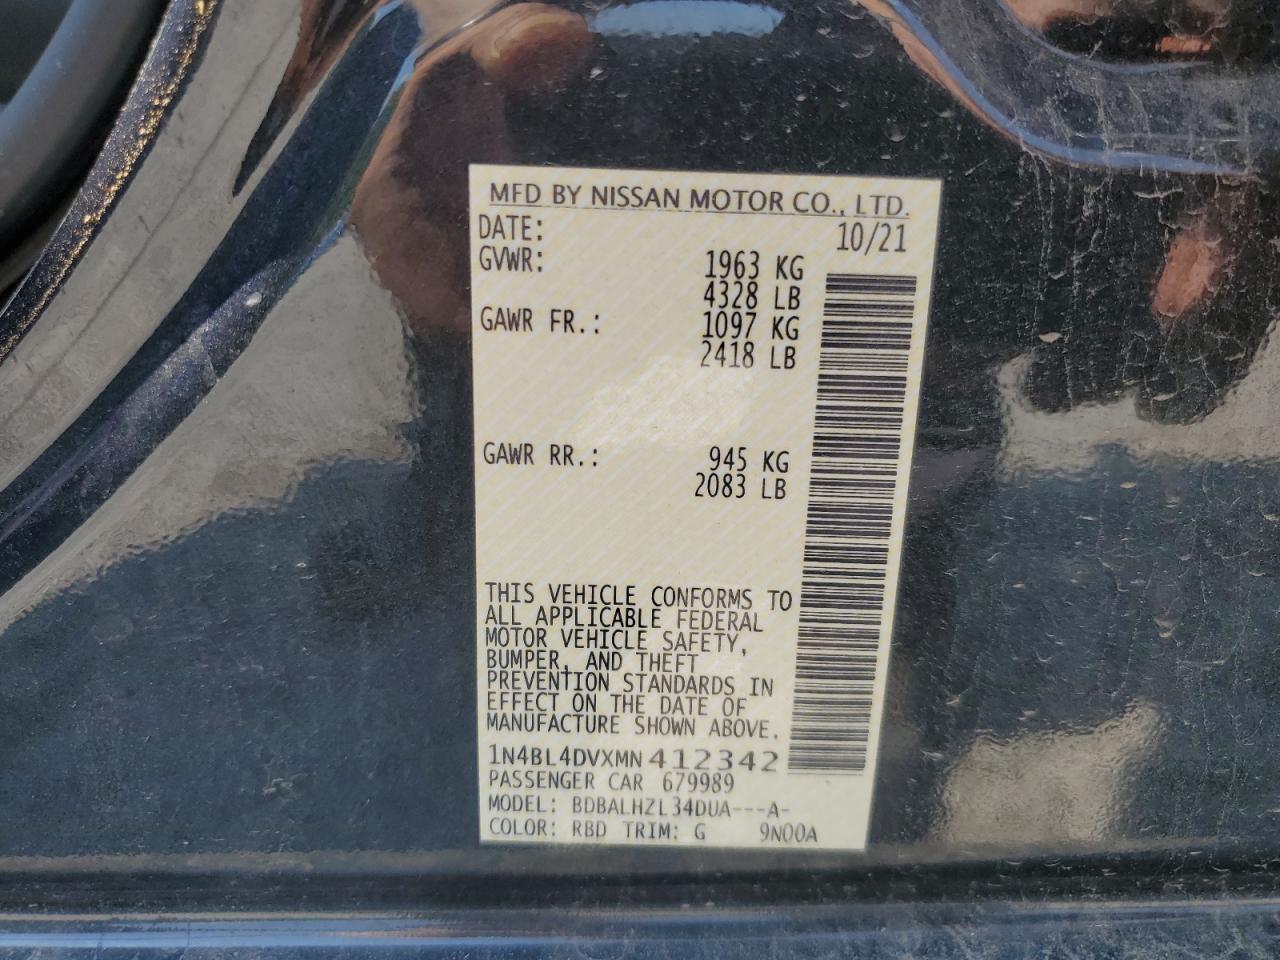 MFD BY NISSAN MOTOR CO., LTD.
DATE: 10/21
GVWR: 1963 KG
4328 LB
GAWR FR.: 1097 KG
2418 LB
GAWR RR.: 945 KG
2083 LB
THIS VEHICLE CONFORMS TO
ALL APPLICABLE FEDERAL
MOTOR VEHICLE SAFETY,
BUMPER, AND THEFT
PREVENTION STANDARDS IN
EFFECT ON THE DATE OF
MANUFACTURE SHOWN ABOVE.
1N4BL4DVXMN412342
PASSENGER CAR 679989
MODEL: BDBALHZL34DUA---A-
COLOR: RBD TRIM: G 9N00A